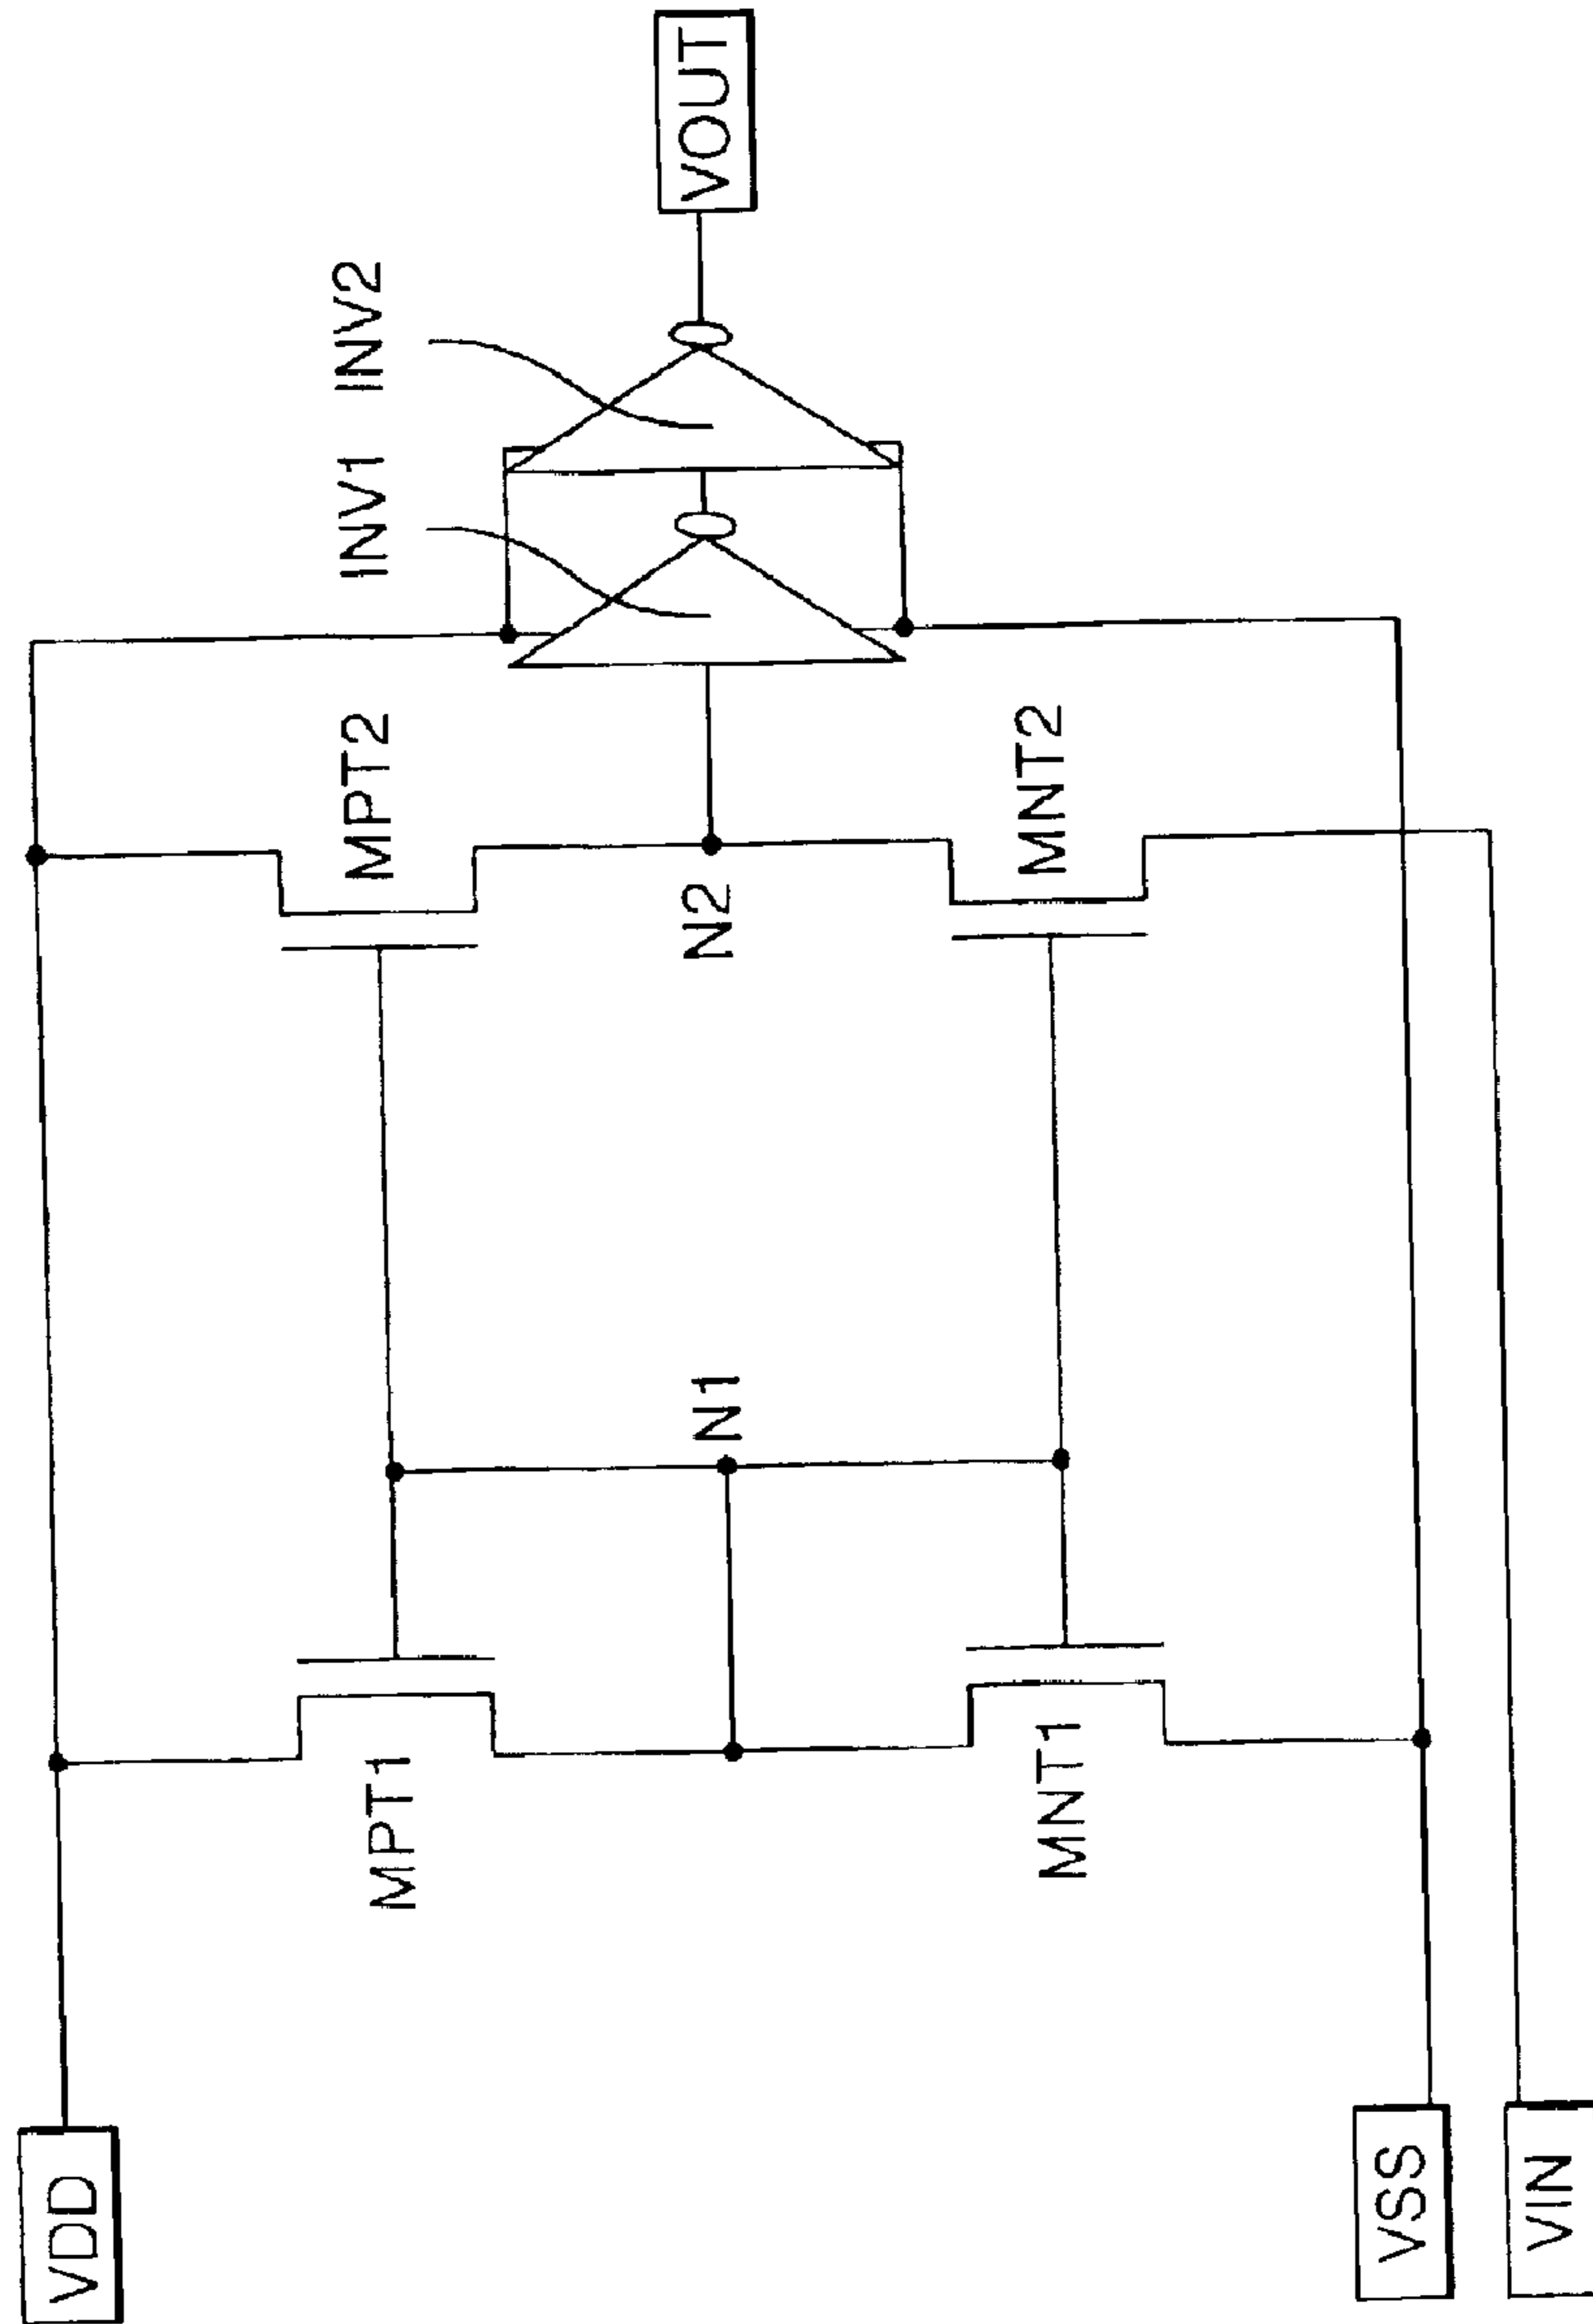 VDD
MPT1
MPT2
INV1
INV2
N1
N2
VOUT
MNT1
MNT2
VSS
VIN